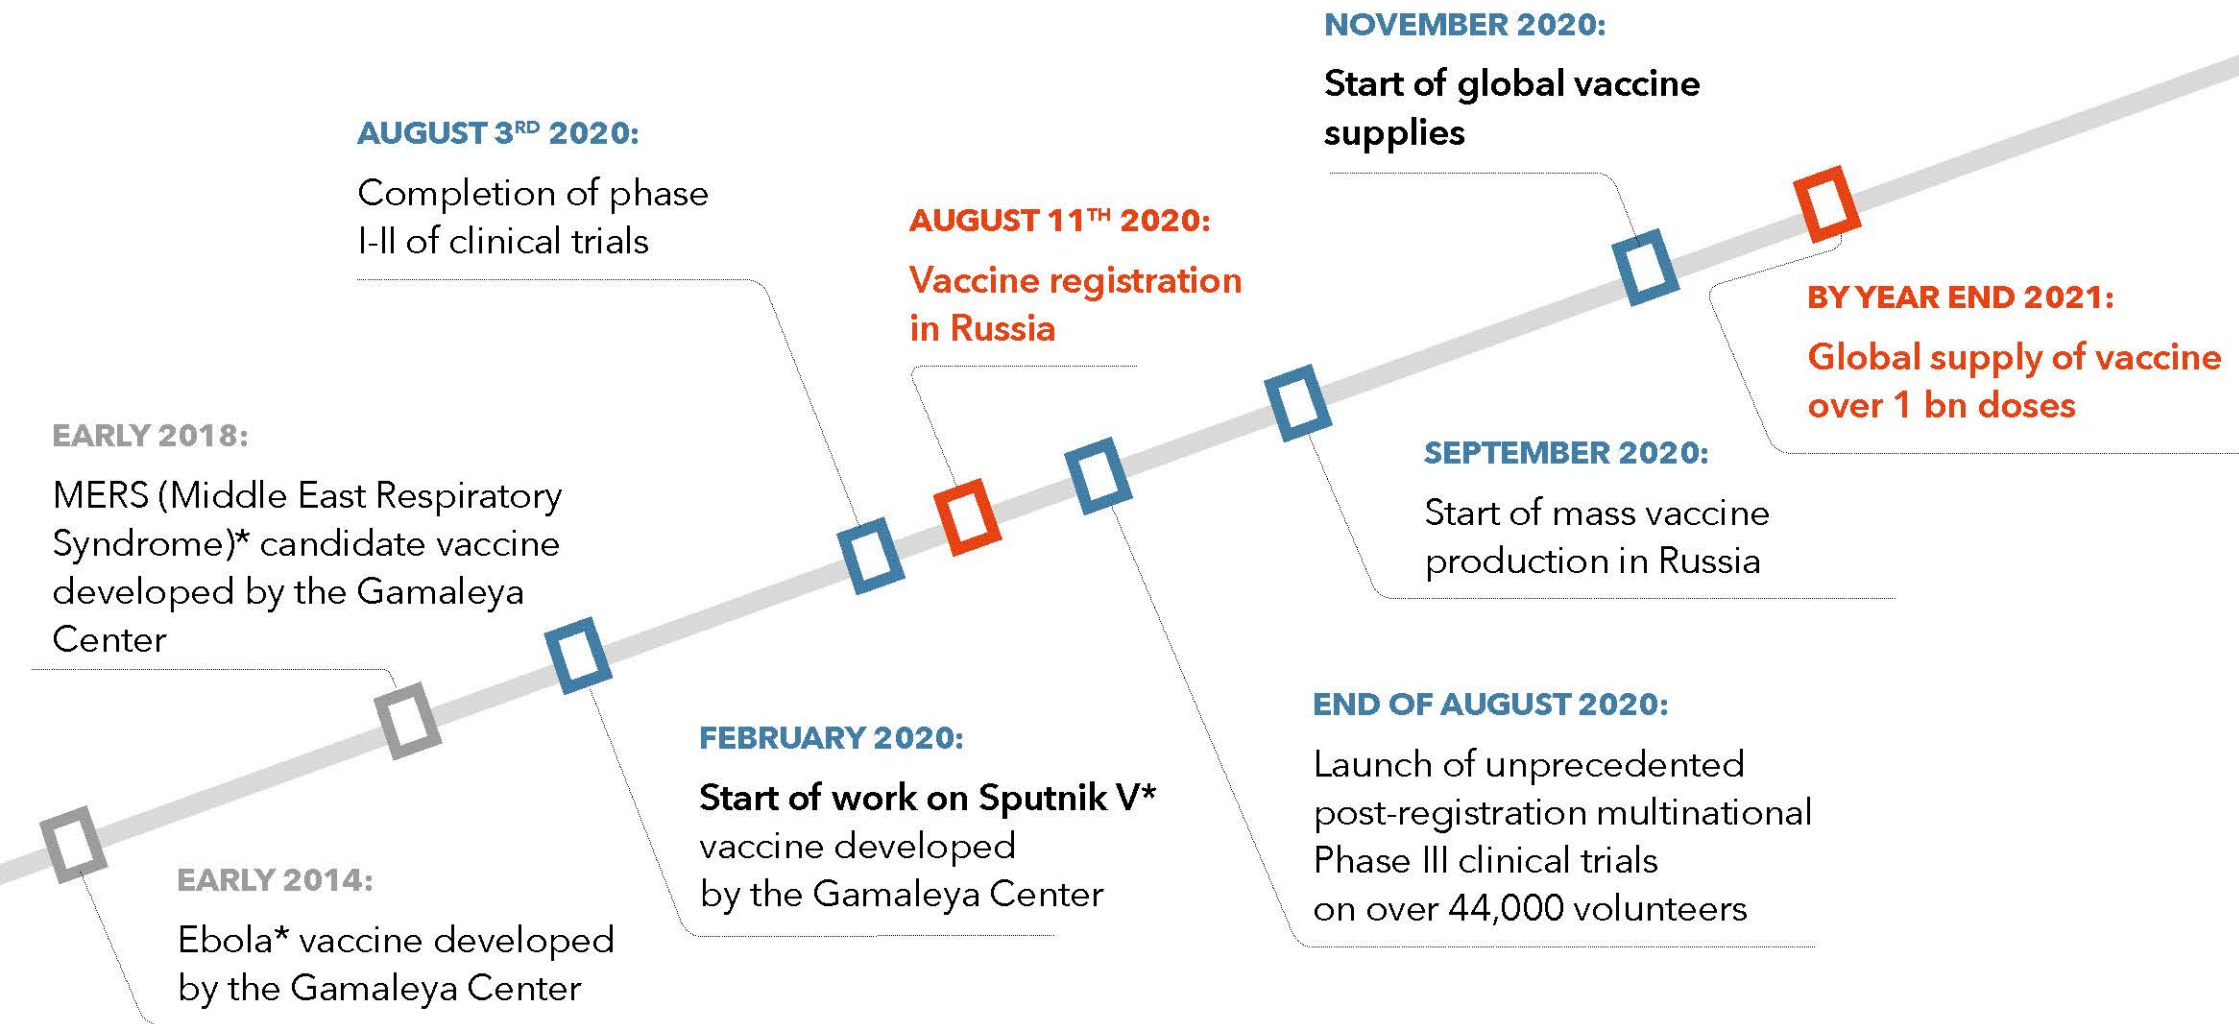 NOVEMBER 2020:
Start of global vaccine
supplies
AUGUST 3RD 2020:
Completion of phase
I-II of clinical trials
AUGUST 11TH 2020:
Vaccine registration
in Russia
BY YEAR END 2021:
Global supply of vaccine
over 1 bn doses
EARLY 2018:
MERS (Middle East Respiratory
Syndrome)* candidate vaccine
developed by the Gamaleya
Center
SEPTEMBER 2020:
Start of mass vaccine
production in Russia
FEBRUARY 2020:
Start of work on Sputnik V*
vaccine developed
by the Gamaleya Center
END OF AUGUST 2020:
Launch of unprecedented
post-registration multinational
Phase III clinical trials
on over 44,000 volunteers
EARLY 2014:
Ebola* vaccine developed
by the Gamaleya Center